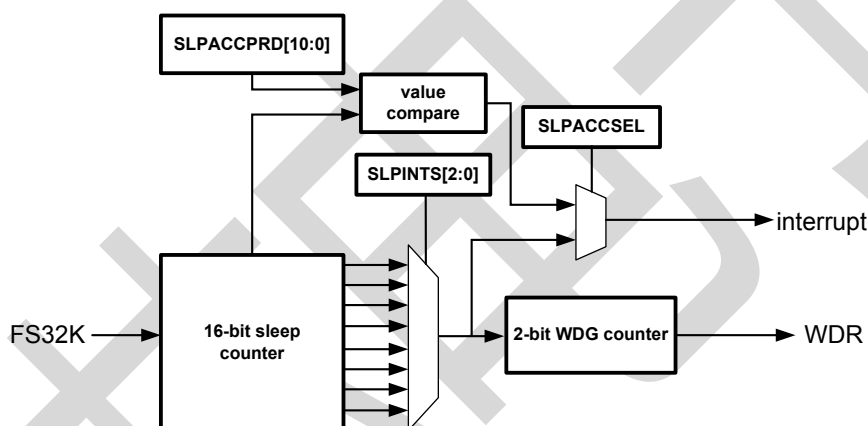 SLPACCPRD[10:0]
value
compare
SLPACCSEL
SLPINTS[2:0]
interrupt
FS32K
16-bit sleep
counter
2-bit WDG counter
WDR